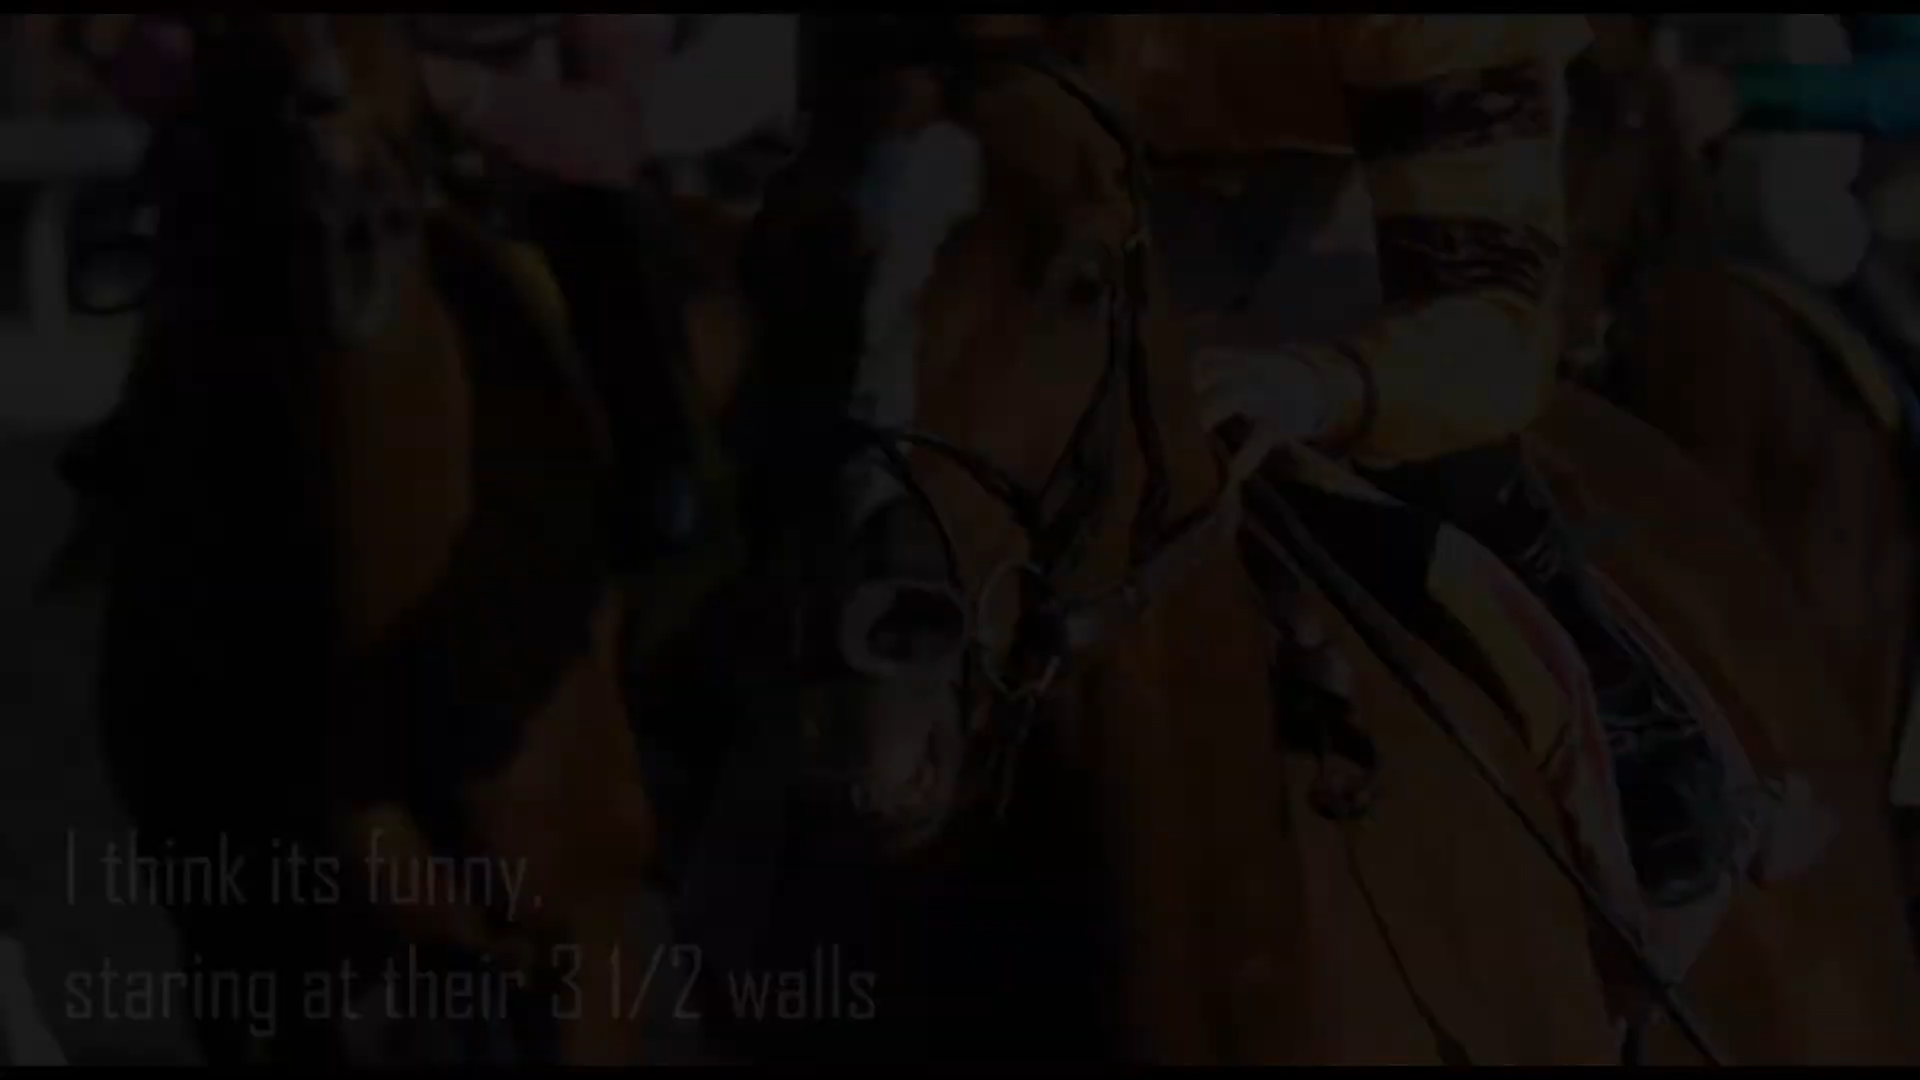 I think its funny,
staring at their 3 1/2 walls